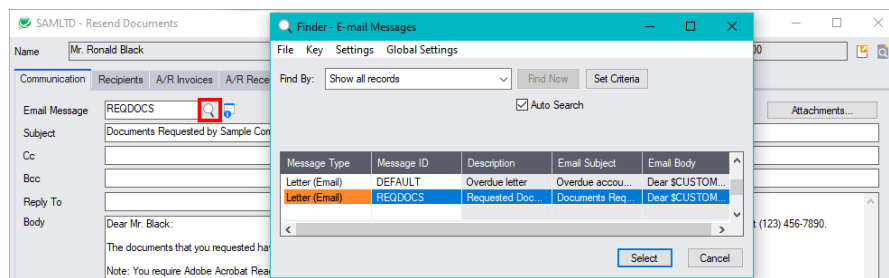 SAMLTD - Resend Documents
Name Mr. Ronald Black 00
Communication Recipients A/R Invoices A/R Rece
Email Message REQDOCS Attachments...
Subject Documents Requested by Sample Con
Cc
Bcc
Reply To
Body Dear Mr. Black: t (123) 456-7890.
The documents that you requested ha
Note: You require Adobe Acrobat Rea
Finder - E-mail Messages
File Key Settings Global Settings
Find By: Show all records Find Now Set Criteria
Auto Search
Message Type Message ID Description Email Subject Email Body
Letter (Email) DEFAULT Overdue letter Overdue accou... Dear $CUSTOM...
Letter (Email) REQDOCS Requested Doc... Documents Req... Dear $CUSTOM...
Select Cancel